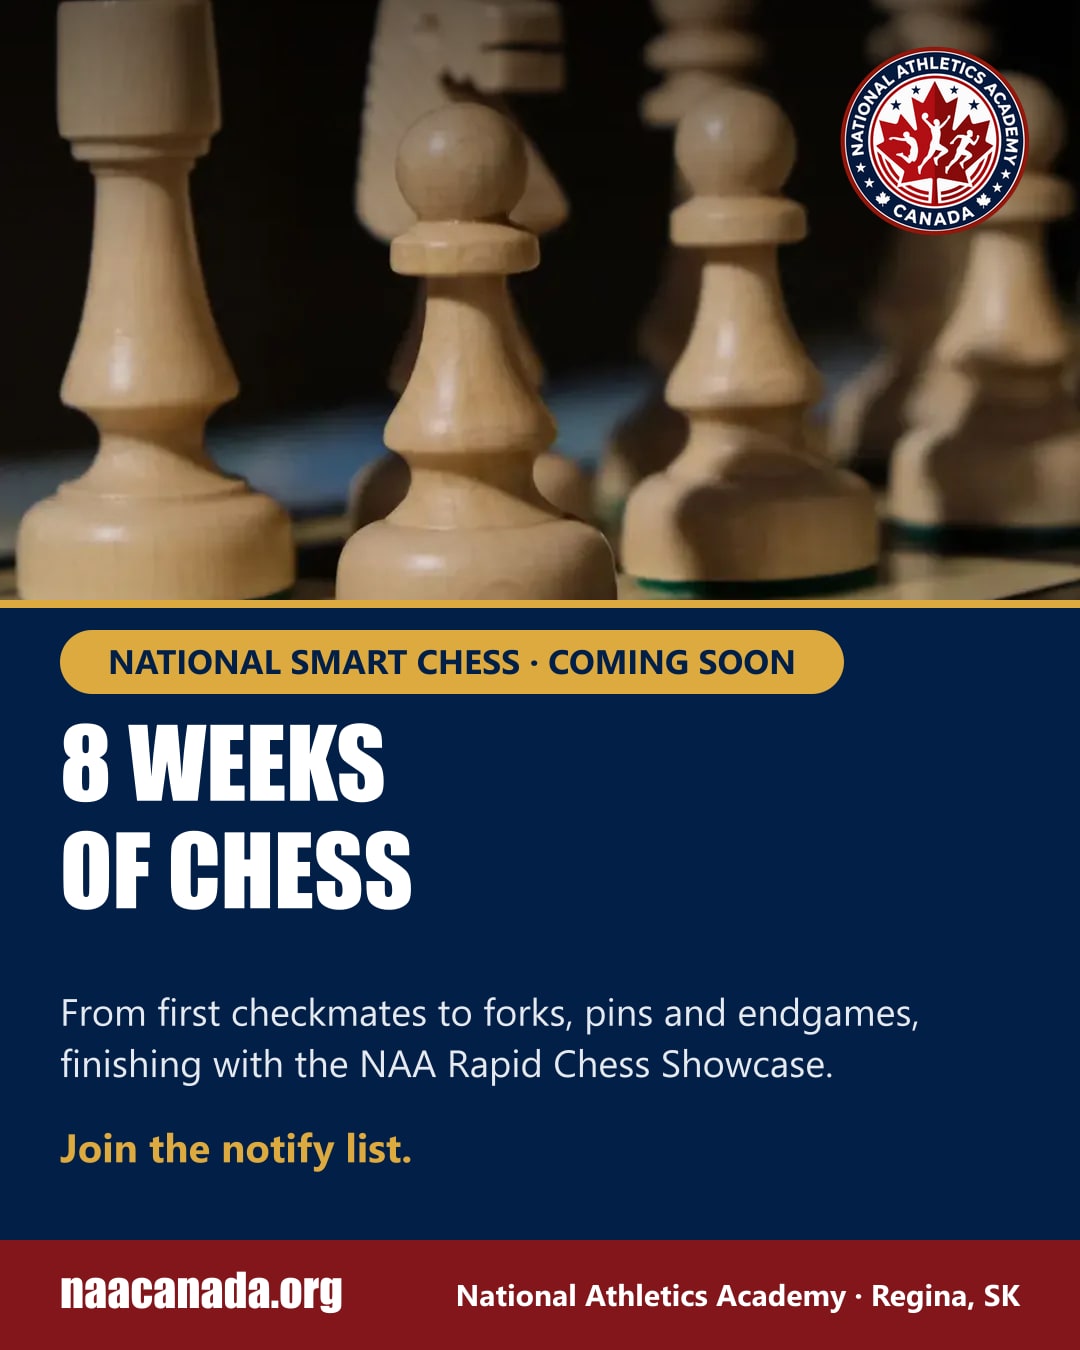 NATIONAL ATHLETICS ACADEMY
CANADA
NATIONAL SMART CHESS · COMING SOON
8 WEEKS
OF CHESS
From first checkmates to forks, pins and endgames,
finishing with the NAA Rapid Chess Showcase.
Join the notify list.
naacanada.org
National Athletics Academy · Regina, SK